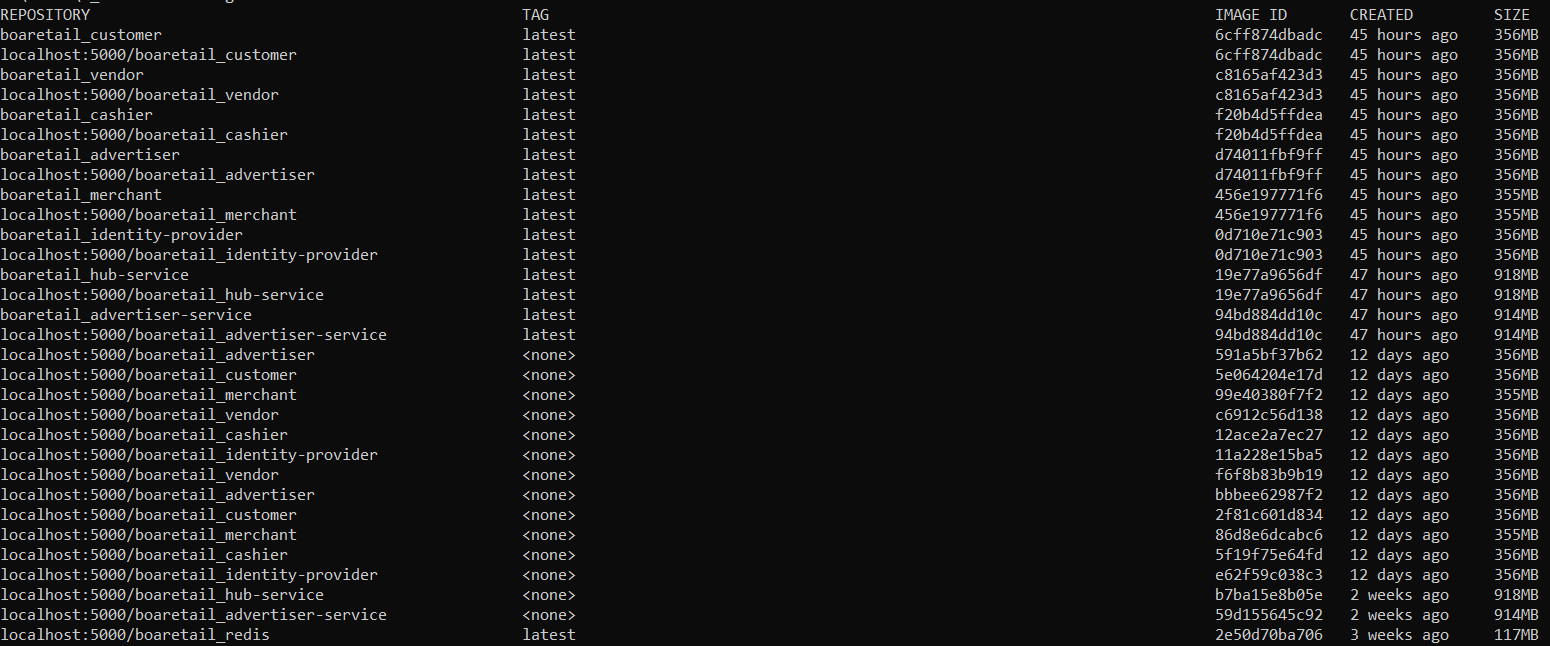 REPOSITORY TAG IMAGE ID CREATED SIZE
boaretail_customer latest 6cff874dbadc 45 hours ago 356MB
localhost:5000/boaretail_customer latest 6cff874dbadc 45 hours ago 356MB
boaretail_vendor latest c8165af423d3 45 hours ago 356MB
localhost:5000/boaretail_vendor latest c8165af423d3 45 hours ago 356MB
boaretail_cashier latest f20b4d5ffdea 45 hours ago 356MB
localhost:5000/boaretail_cashier latest f20b4d5ffdea 45 hours ago 356MB
boaretail_advertiser latest d74011fbf9ff 45 hours ago 356MB
localhost:5000/boaretail_advertiser latest d74011fbf9ff 45 hours ago 356MB
boaretail_merchant latest 456e197771f6 45 hours ago 355MB
localhost:5000/boaretail_merchant latest 456e197771f6 45 hours ago 355MB
boaretail_identity-provider latest 0d710e71c903 45 hours ago 356MB
localhost:5000/boaretail_identity-provider latest 0d710e71c903 45 hours ago 356MB
boaretail_hub-service latest 19e77a9656df 47 hours ago 918MB
localhost:5000/boaretail_hub-service latest 19e77a9656df 47 hours ago 918MB
boaretail_advertiser-service latest 94bd884dd10c 47 hours ago 914MB
localhost:5000/boaretail_advertiser-service latest 94bd884dd10c 47 hours ago 914MB
localhost:5000/boaretail_advertiser <none> 591a5bf37b62 12 days ago 356MB
localhost:5000/boaretail_customer <none> 5e064204e17d 12 days ago 356MB
localhost:5000/boaretail_merchant <none> 99e40380f7f2 12 days ago 355MB
localhost:5000/boaretail_vendor <none> c6912c56d138 12 days ago 356MB
localhost:5000/boaretail_cashier <none> 12ace2a7ec27 12 days ago 356MB
localhost:5000/boaretail_identity-provider <none> 11a228e15ba5 12 days ago 356MB
localhost:5000/boaretail_vendor <none> f6f8b83b9b19 12 days ago 356MB
localhost:5000/boaretail_advertiser <none> bbbee62987f2 12 days ago 356MB
localhost:5000/boaretail_customer <none> 2f81c601d834 12 days ago 356MB
localhost:5000/boaretail_merchant <none> 86d8e6dcabc6 12 days ago 355MB
localhost:5000/boaretail_cashier <none> 5f19f75e64fd 12 days ago 356MB
localhost:5000/boaretail_identity-provider <none> e62f59c038c3 12 days ago 356MB
localhost:5000/boaretail_hub-service <none> b7ba15e8b05e 2 weeks ago 918MB
localhost:5000/boaretail_advertiser-service <none> 59d155645c92 2 weeks ago 914MB
localhost:5000/boaretail_redis latest 2e50d70ba706 3 weeks ago 117MB